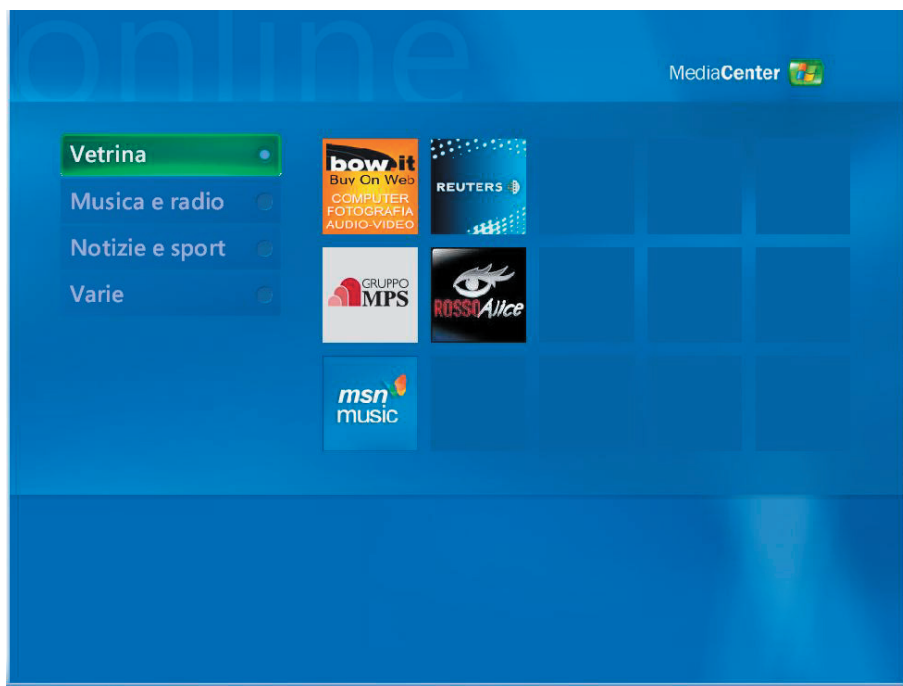 online
MediaCenter
Vetrina
Musica e radio
Notizie e sport
Varie
bow.it
Buy On Web
COMPUTER
FOTOGRAFIA
AUDIO-VIDEO
REUTERS
GRUPPO
MPS
ROSSOAlice
msn
music